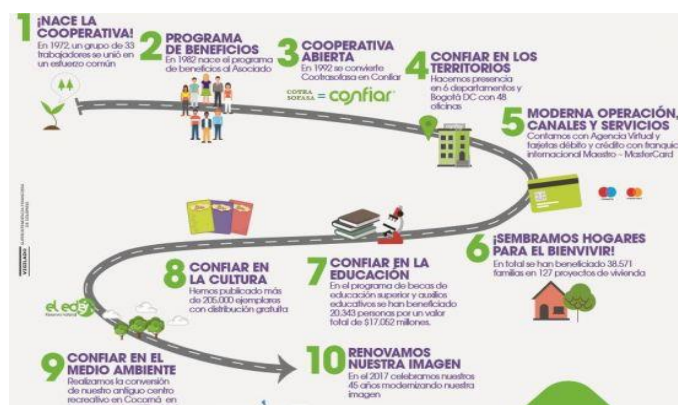 1 ¡NACE LA
COOPERATIVA!
En 1972, un grupo de 33
trabajadores se unió en
un esfuerzo común
2 PROGRAMA
DE BENEFICIOS
En 1982 nace el programa
de beneficios al Asociado
3 COOPERATIVA
ABIERTA
En 1992 se convierte
Cootrasofasa en Confiar
COTRA
SOFASA = confiar
4 CONFIAR EN LOS
TERRITORIOS
Hacemos presencia
en 6 departamentos y
Bogotá DC con 48
oficinas
5 MODERNA OPERACIÓN,
CANALES Y SERVICIOS
Contamos con Agencia Virtual y
tarjetas débito y crédito con franquic
internacional Maestro - MasterCard
6 ¡SEMBRAMOS HOGARES
PARA EL BIENVIVIR!
En total se han beneficiado 38.571
familias en 127 proyectos de vivienda
7 CONFIAR EN LA
EDUCACIÓN
En el programa de becas de
educación superior y auxilios
educativos se han beneficiado
20.343 personas por un valor
total de $17.052 millones.
8 CONFIAR EN
LA CULTURA
Hemos publicado más
de 205.000 ejemplares
con distribución gratuita
VIGILADO
9 CONFIAR EN EL
MEDIO AMBIENTE
Realizamos la conversión
de nuestro antiguo centro
recreativo en Cocorná en
10 RENOVAMOS
NUESTRA IMAGEN
En el 2017 celebramos nuestros
45 años modernizando nuestra
imagen